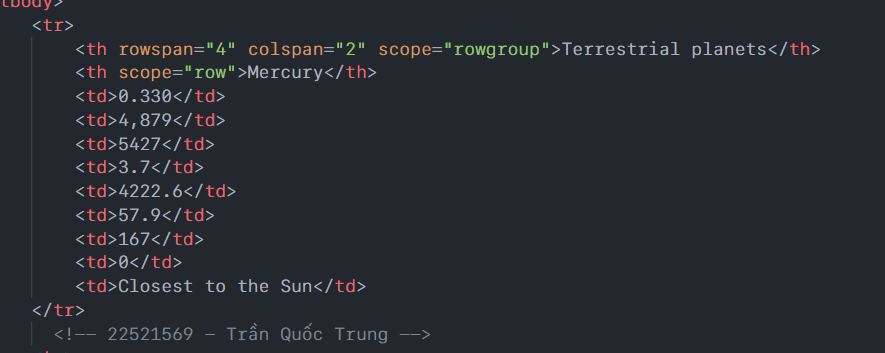 tbody>
<tr>
<th rowspan="4" colspan="2" scope="rowgroup">Terrestrial planets</th>
<th scope="row">Mercury</th>
<td>0.330</td>
<td>4,879</td>
<td>5427</td>
<td>3.7</td>
<td>4222.6</td>
<td>57.9</td>
<td>167</td>
<td>0</td>
<td>Closest to the Sun</td>
</tr>
<!-- 22521569 - Trần Quốc Trung -->